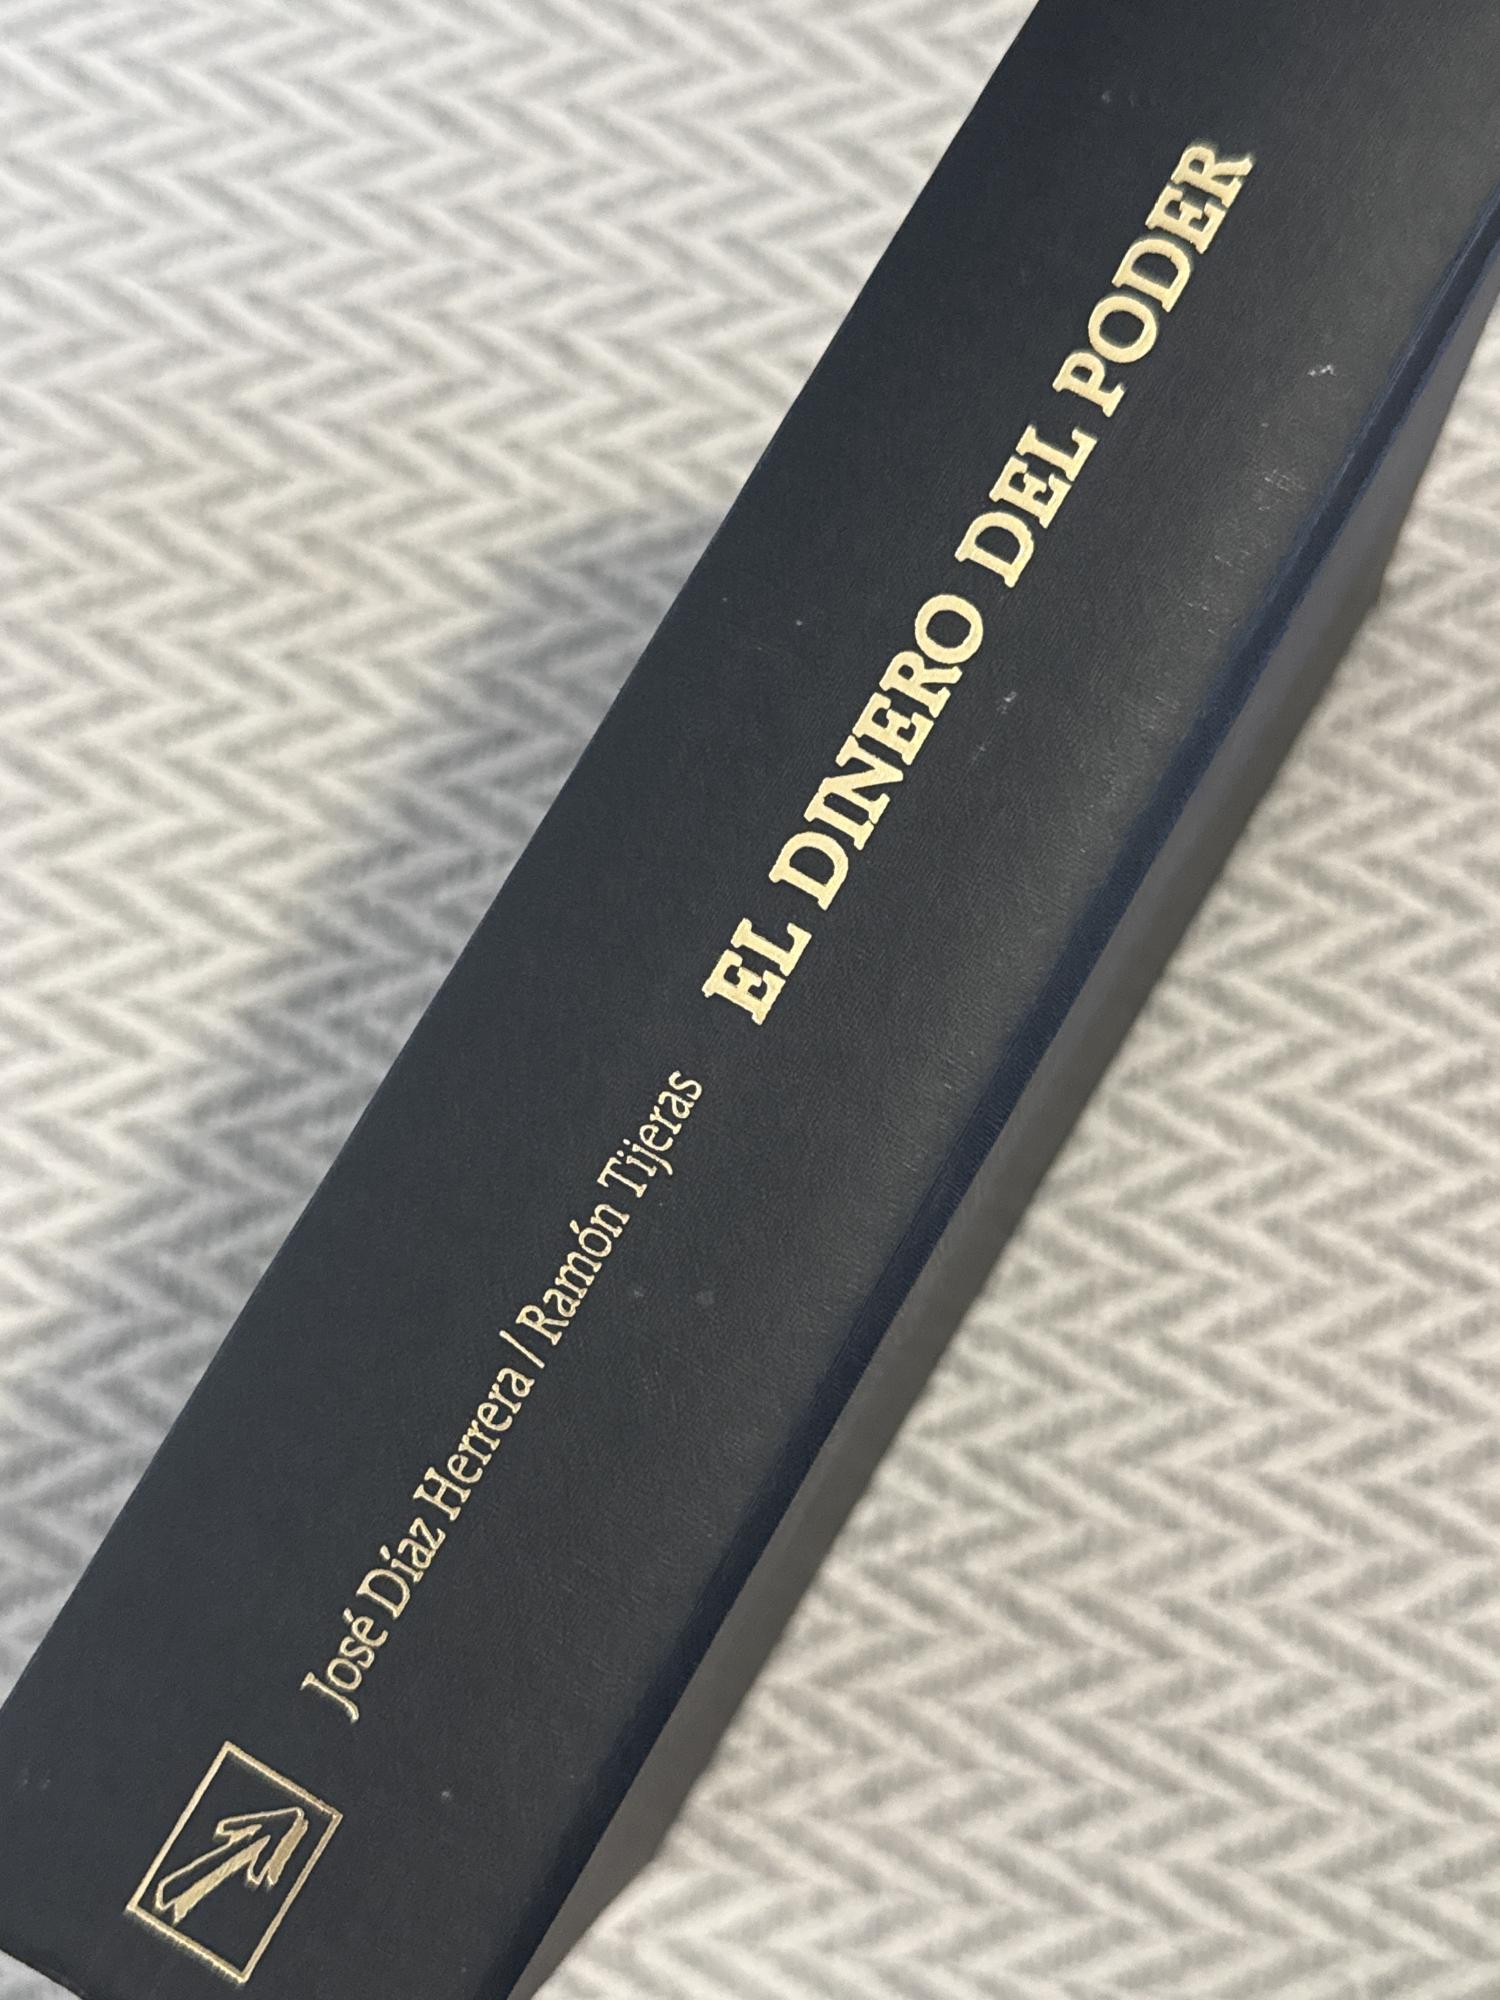 José Díaz Herrera / Ramón Tijeras EL DINERO DEL PODER